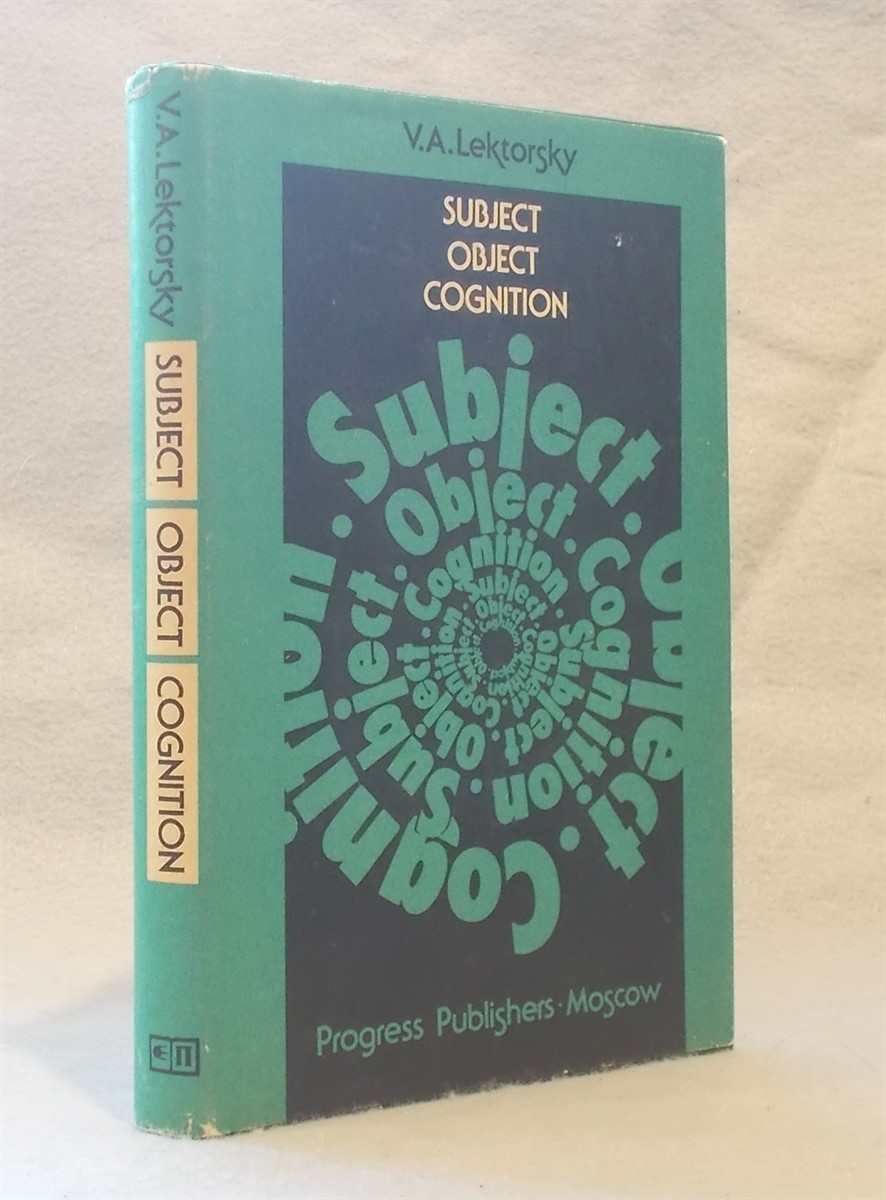 V.A.Lektorsky
SUBJECT
OBJECT
COGNITION
Subject · Object · Cognition ·
Subject · Object · Cognition ·
Subject · Object · Cognition ·
Subject · Object · Cognition
Progress Publishers · Moscow
V.A.Lektorsky
SUBJECT
OBJECT
COGNITION